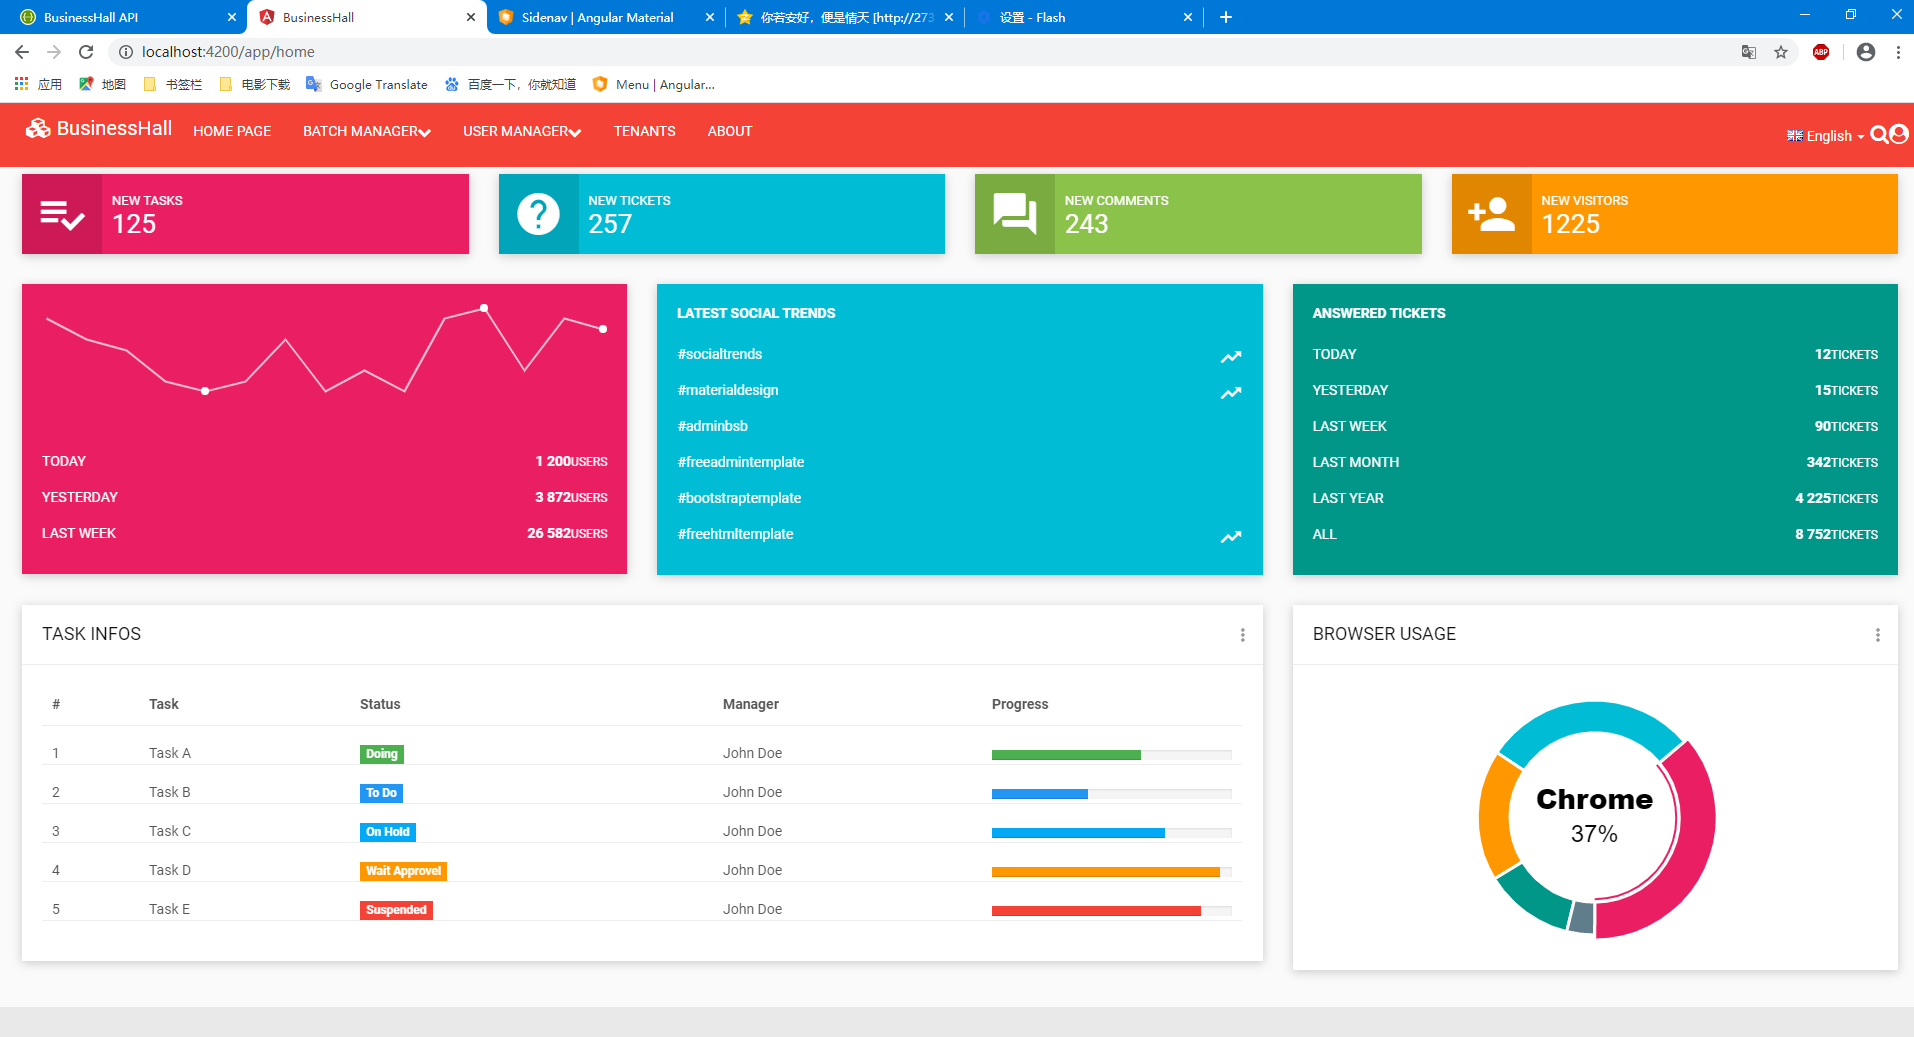 BusinessHall API
BusinessHall
Sidenav | Angular Material
你若安好，便是情天 [http://273
设置 - Flash
localhost:4200/app/home
ABP
应用
地图
书签栏
电影下载
Google Translate
百度一下，你就知道
Menu | Angular...
BusinessHall
HOME PAGE
BATCH MANAGER
USER MANAGER
TENANTS
ABOUT
English
NEW TASKS
125
NEW TICKETS
257
NEW COMMENTS
243
NEW VISITORS
1225
TODAY 1 200USERS
YESTERDAY 3 872USERS
LAST WEEK 26 582USERS
LATEST SOCIAL TRENDS
#socialtrends
#materialdesign
#adminbsb
#freeadmintemplate
#bootstraptemplate
#freehtmltemplate
ANSWERED TICKETS
TODAY 12TICKETS
YESTERDAY 15TICKETS
LAST WEEK 90TICKETS
LAST MONTH 342TICKETS
LAST YEAR 4 225TICKETS
ALL 8 752TICKETS
TASK INFOS
# Task Status Manager Progress
1 Task A Doing John Doe
2 Task B To Do John Doe
3 Task C On Hold John Doe
4 Task D Wait Approvel John Doe
5 Task E Suspended John Doe
BROWSER USAGE
Chrome
37%